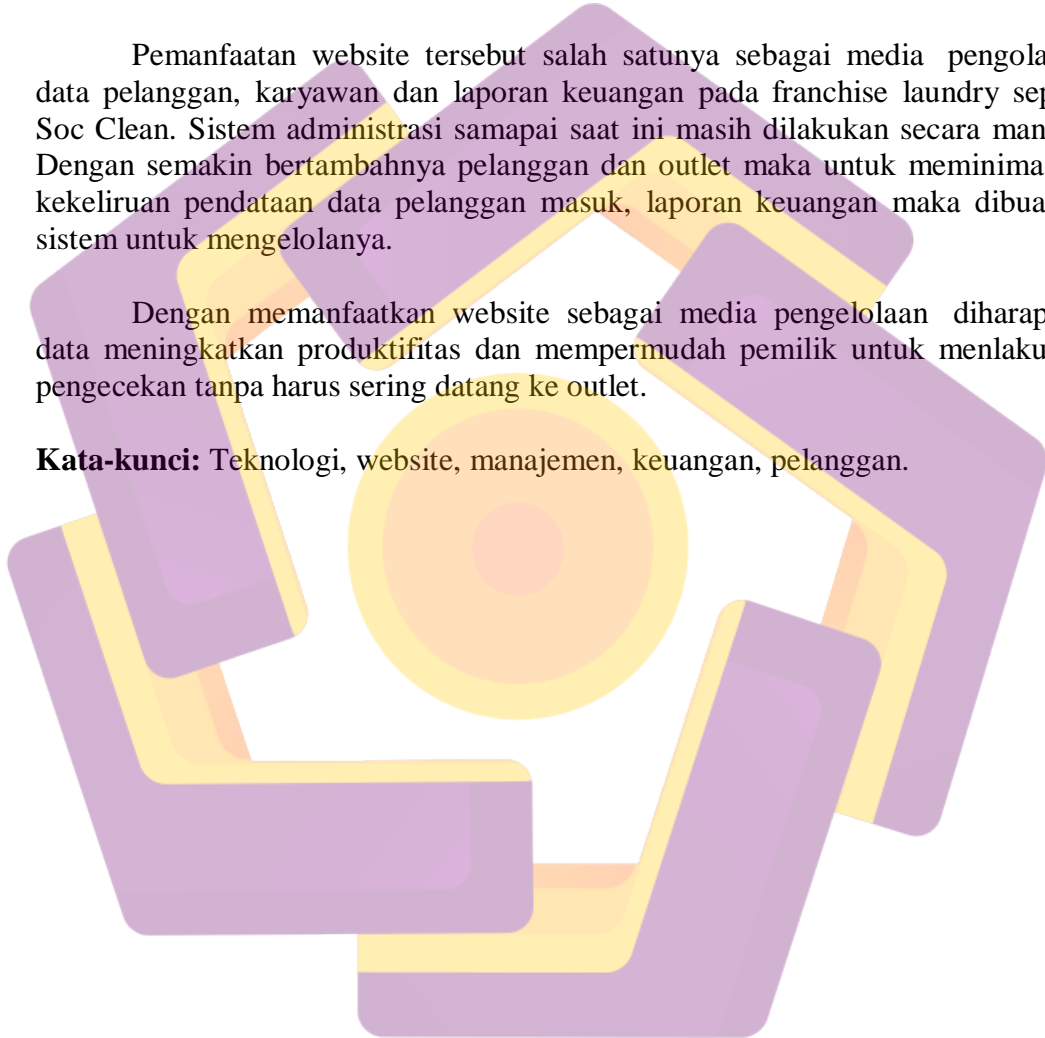 Pemanfaatan website tersebut salah satunya sebagai media pengola
data pelanggan, karyawan dan laporan keuangan pada franchise laundry sep
Soc Clean. Sistem administrasi samapai saat ini masih dilakukan secara man
Dengan semakin bertambahnya pelanggan dan outlet maka untuk meminima
kekeliruan pendataan data pelanggan masuk, laporan keuangan maka dibua
sistem untuk mengelolanya.
Dengan memanfaatkan website sebagai media pengelolaan diharap
data meningkatkan produktifitas dan mempermudah pemilik untuk menlaku
pengecekan tanpa harus sering datang ke outlet.
Kata-kunci: Teknologi, website, manajemen, keuangan, pelanggan.